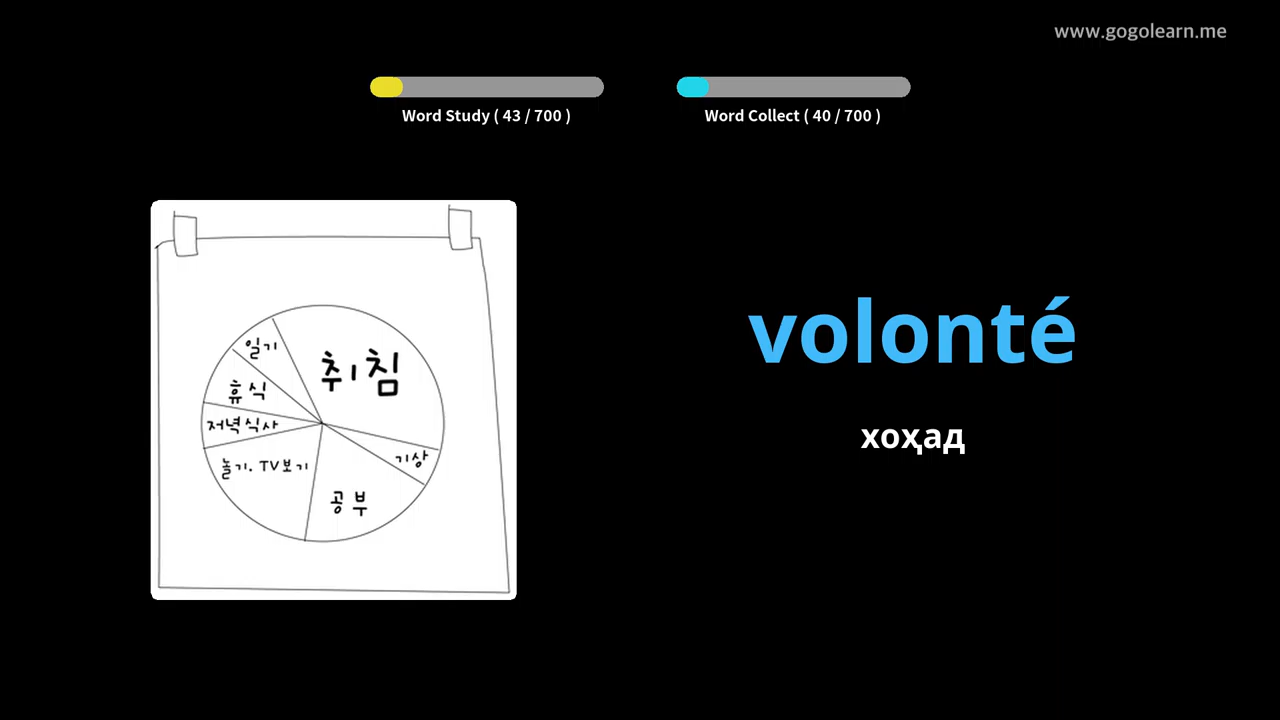 www.gogolearn.me
Word Study ( 43 / 700 )
Word Collect ( 40 / 700 )
일기
취침
휴식
저녁식사
놀기. TV보기
기상
공부
volonté
хоҳад